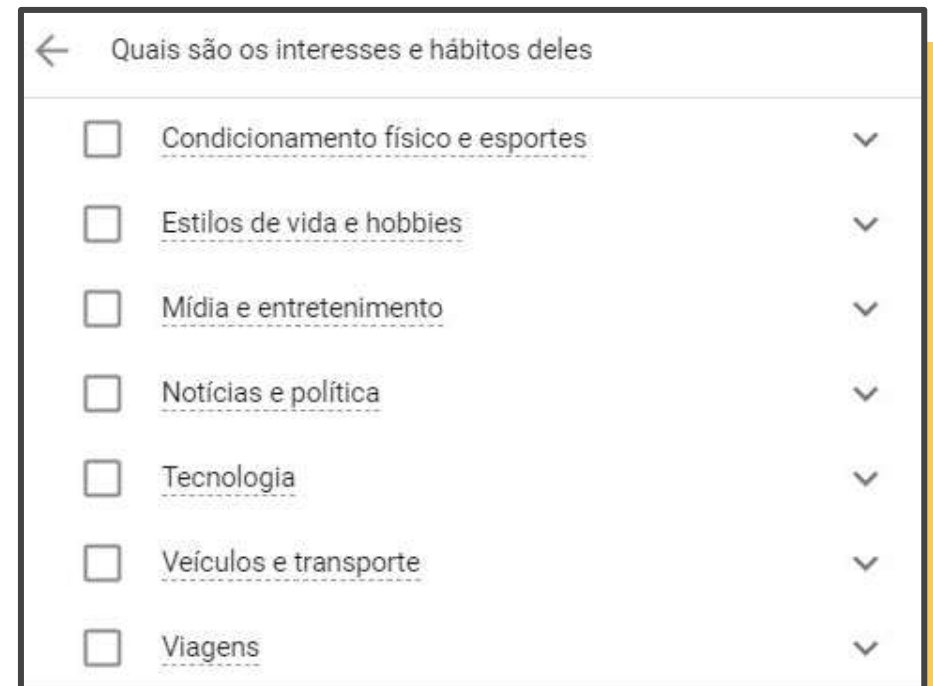 Quais são os interesses e hábitos deles
Condicionamento físico e esportes
Estilos de vida e hobbies
Mídia e entretenimento
Notícias e política
Tecnologia
Veículos e transporte
Viagens